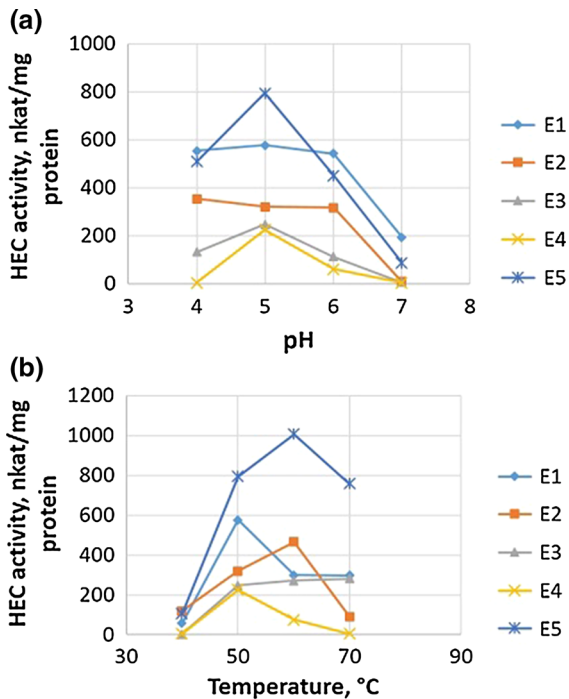 (a)
HEC activity, nkat/mg
protein
1000
800
600
400
200
0
3 4 5 6 7 8
pH
E1
E2
E3
E4
E5
(b)
HEC activity, nkat/mg
protein
1200
1000
800
600
400
200
0
30 50 70 90
Temperature, °C
E1
E2
E3
E4
E5